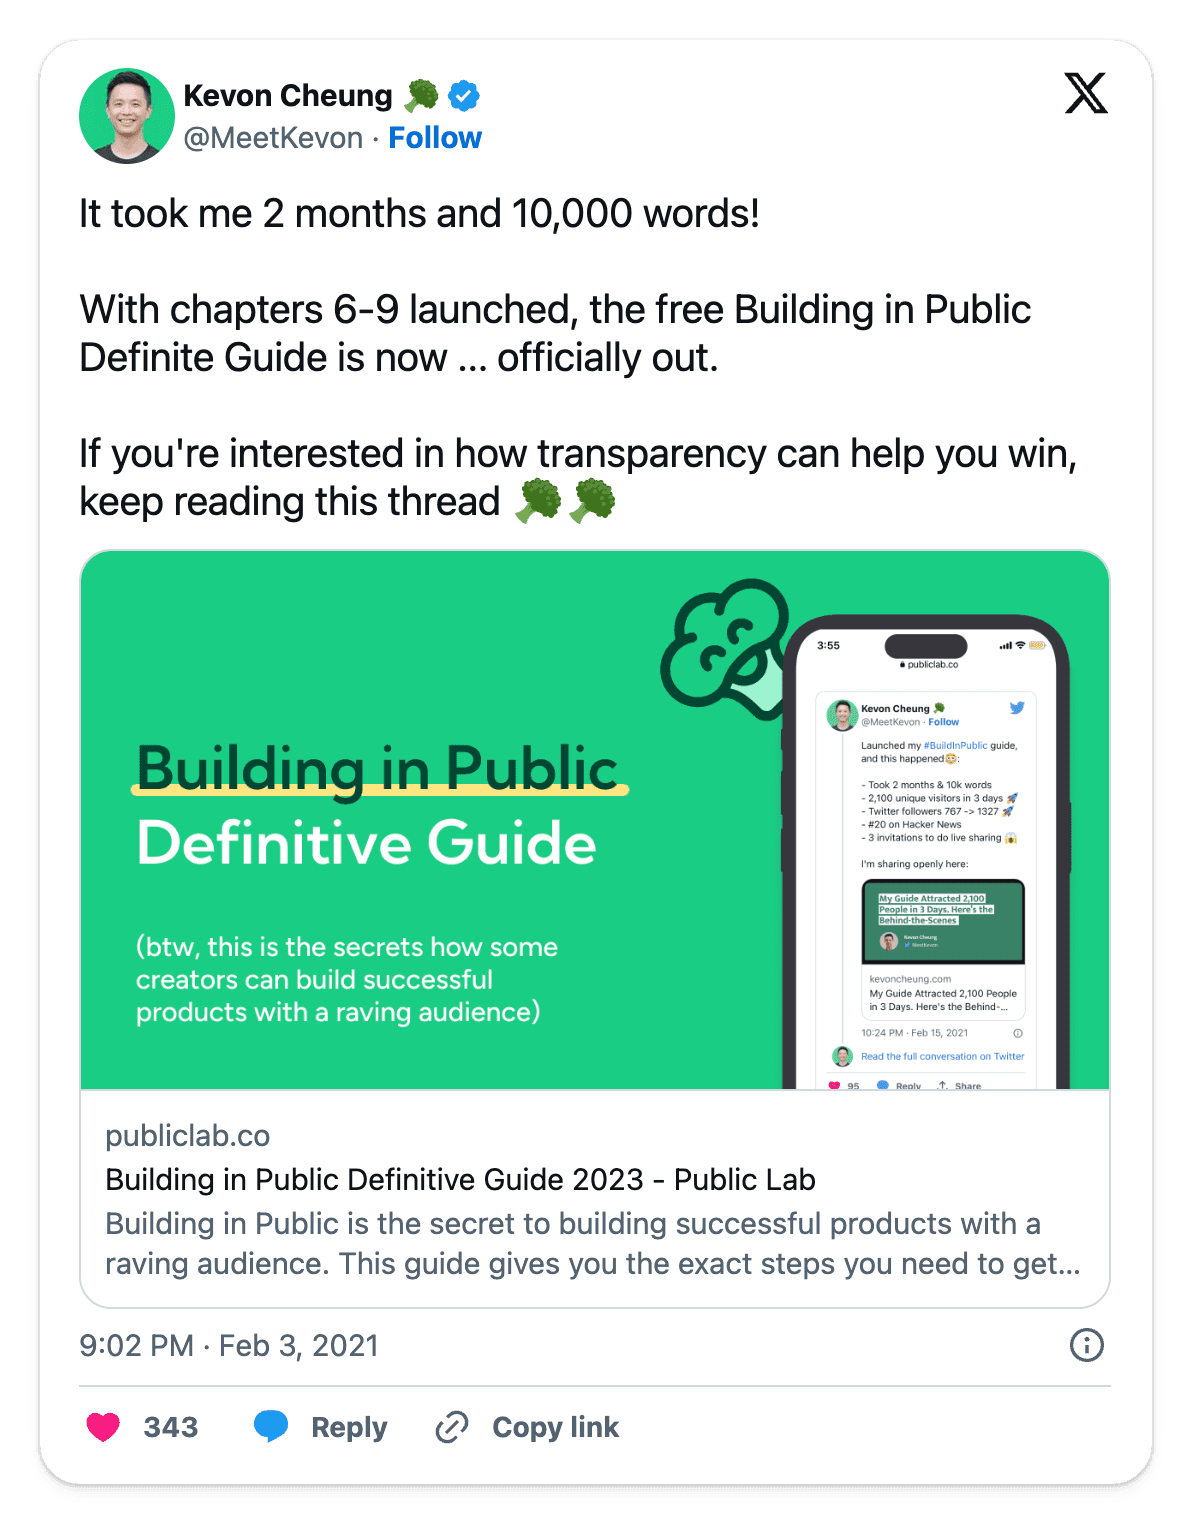 Kevon Cheung 🥦
@MeetKevon · Follow
It took me 2 months and 10,000 words!
With chapters 6-9 launched, the free Building in Public
Definite Guide is now ... officially out.
If you're interested in how transparency can help you win,
keep reading this thread 🥦🥦
Building in Public
Definitive Guide
(btw, this is the secrets how some
creators can build successful
products with a raving audience)
3:55
publiclab.co
Kevon Cheung 🥦
@MeetKevon · Follow
Launched my #BuildInPublic guide,
and this happened😳:
- Took 2 months & 10k words
- 2,100 unique visitors in 3 days 🚀
- Twitter followers 767 -> 1327 🚀
- #20 on Hacker News
- 3 invitations to do live sharing 😱
I'm sharing openly here:
My Guide Attracted 2,100
People in 3 Days. Here's the
Behind-the-Scenes
Kevon Cheung
MeetKevon
kevoncheung.com
My Guide Attracted 2,100 People
in 3 Days. Here's the Behind-...
10:24 PM · Feb 15, 2021
Read the full conversation on Twitter
95 Reply Share
publiclab.co
Building in Public Definitive Guide 2023 - Public Lab
Building in Public is the secret to building successful products with a
raving audience. This guide gives you the exact steps you need to get...
9:02 PM · Feb 3, 2021
343 Reply Copy link